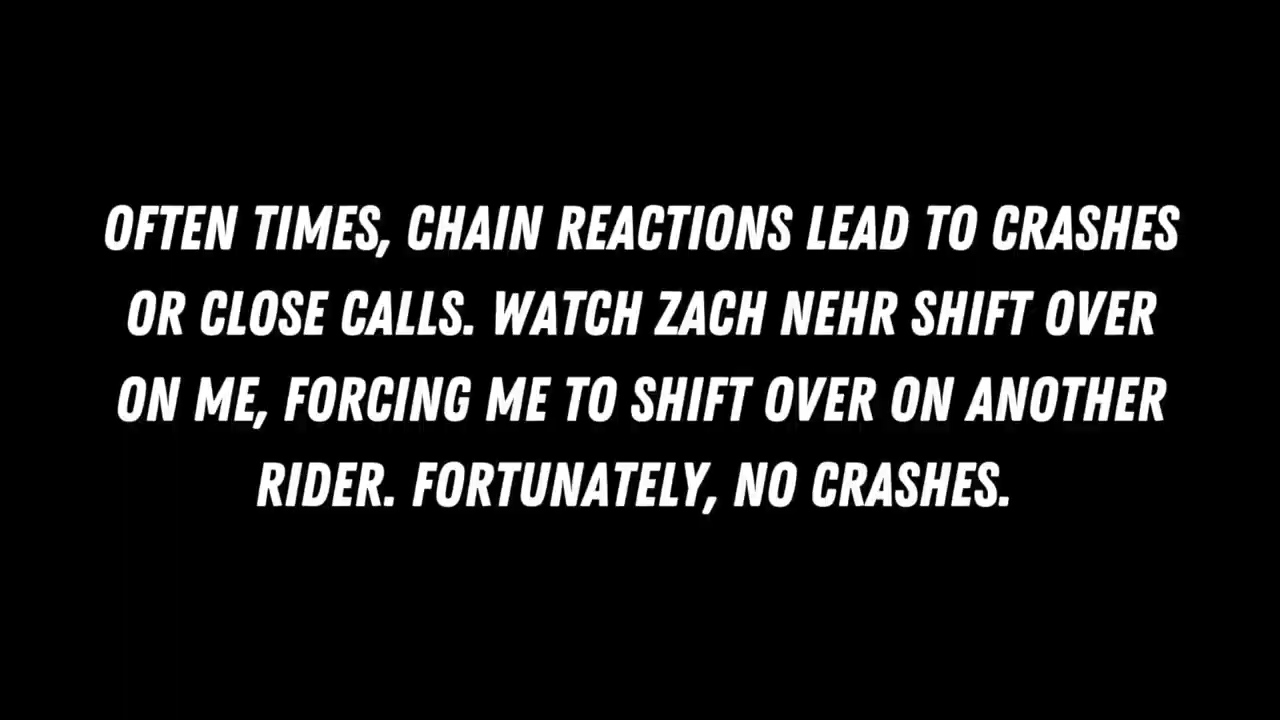 OFTEN TIMES, CHAIN REACTIONS LEAD TO CRASHES
OR CLOSE CALLS. WATCH ZACH NEHR SHIFT OVER
ON ME, FORCING ME TO SHIFT OVER ON ANOTHER
RIDER. FORTUNATELY, NO CRASHES.